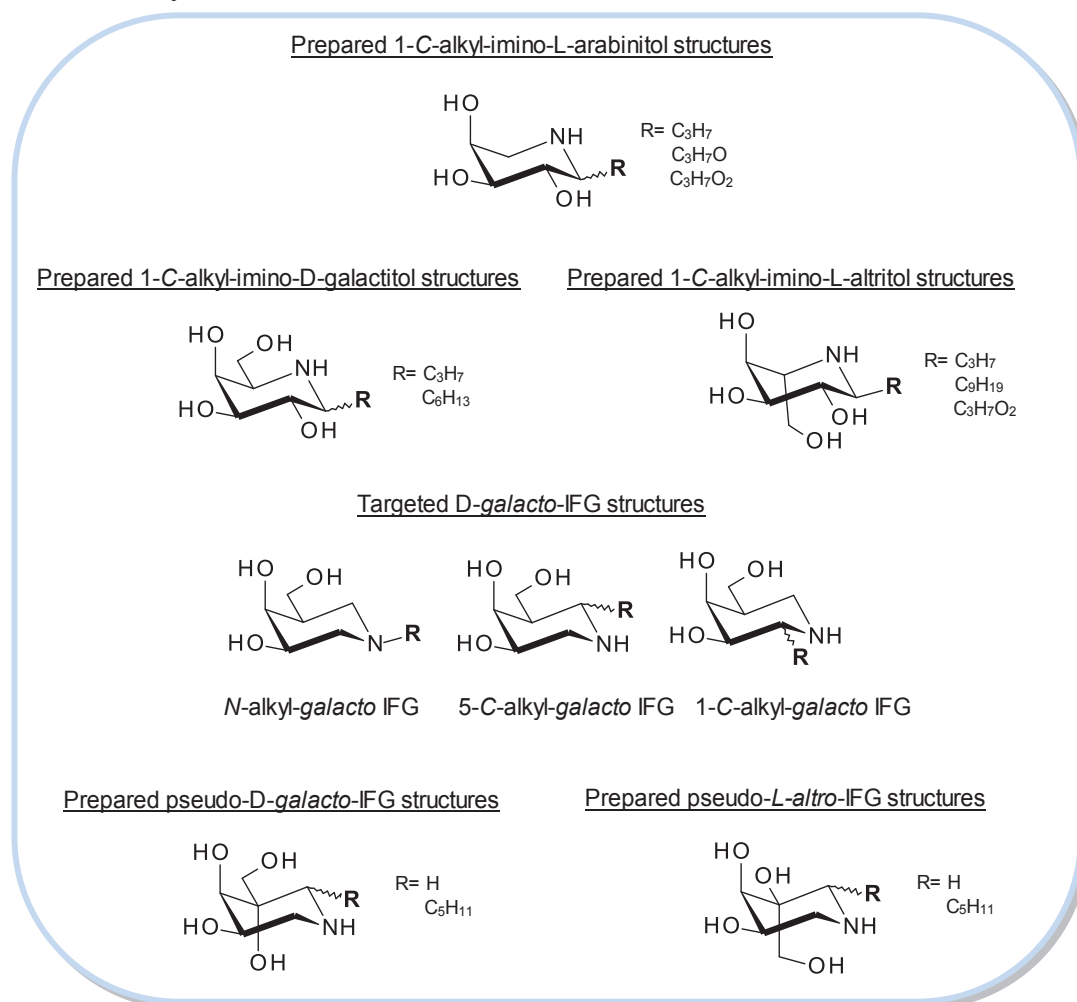 Prepared 1-C-alkyl-imino-L-arabinitol structures
HO
NH
R
HO
OH
R= C3H7
C3H7O
C3H7O2
Prepared 1-C-alkyl-imino-D-galactitol structures
HO
OH
NH
R
HO
OH
R= C3H7
C6H13
Prepared 1-C-alkyl-imino-L-altritol structures
HO
NH
R
HO
OH
OH
R= C3H7
C9H19
C3H7O2
Targeted D-galacto-IFG structures
HO
OH
R
HO
N
HO
OH
R
HO
NH
HO
OH
HO
NH
R
N-alkyl-galacto IFG 5-C-alkyl-galacto IFG 1-C-alkyl-galacto IFG
Prepared pseudo-D-galacto-IFG structures
HO
OH
R
HO
NH
OH
R= H
C5H11
Prepared pseudo-L-altro-IFG structures
HO
OH
R
HO
NH
OH
R= H
C5H11